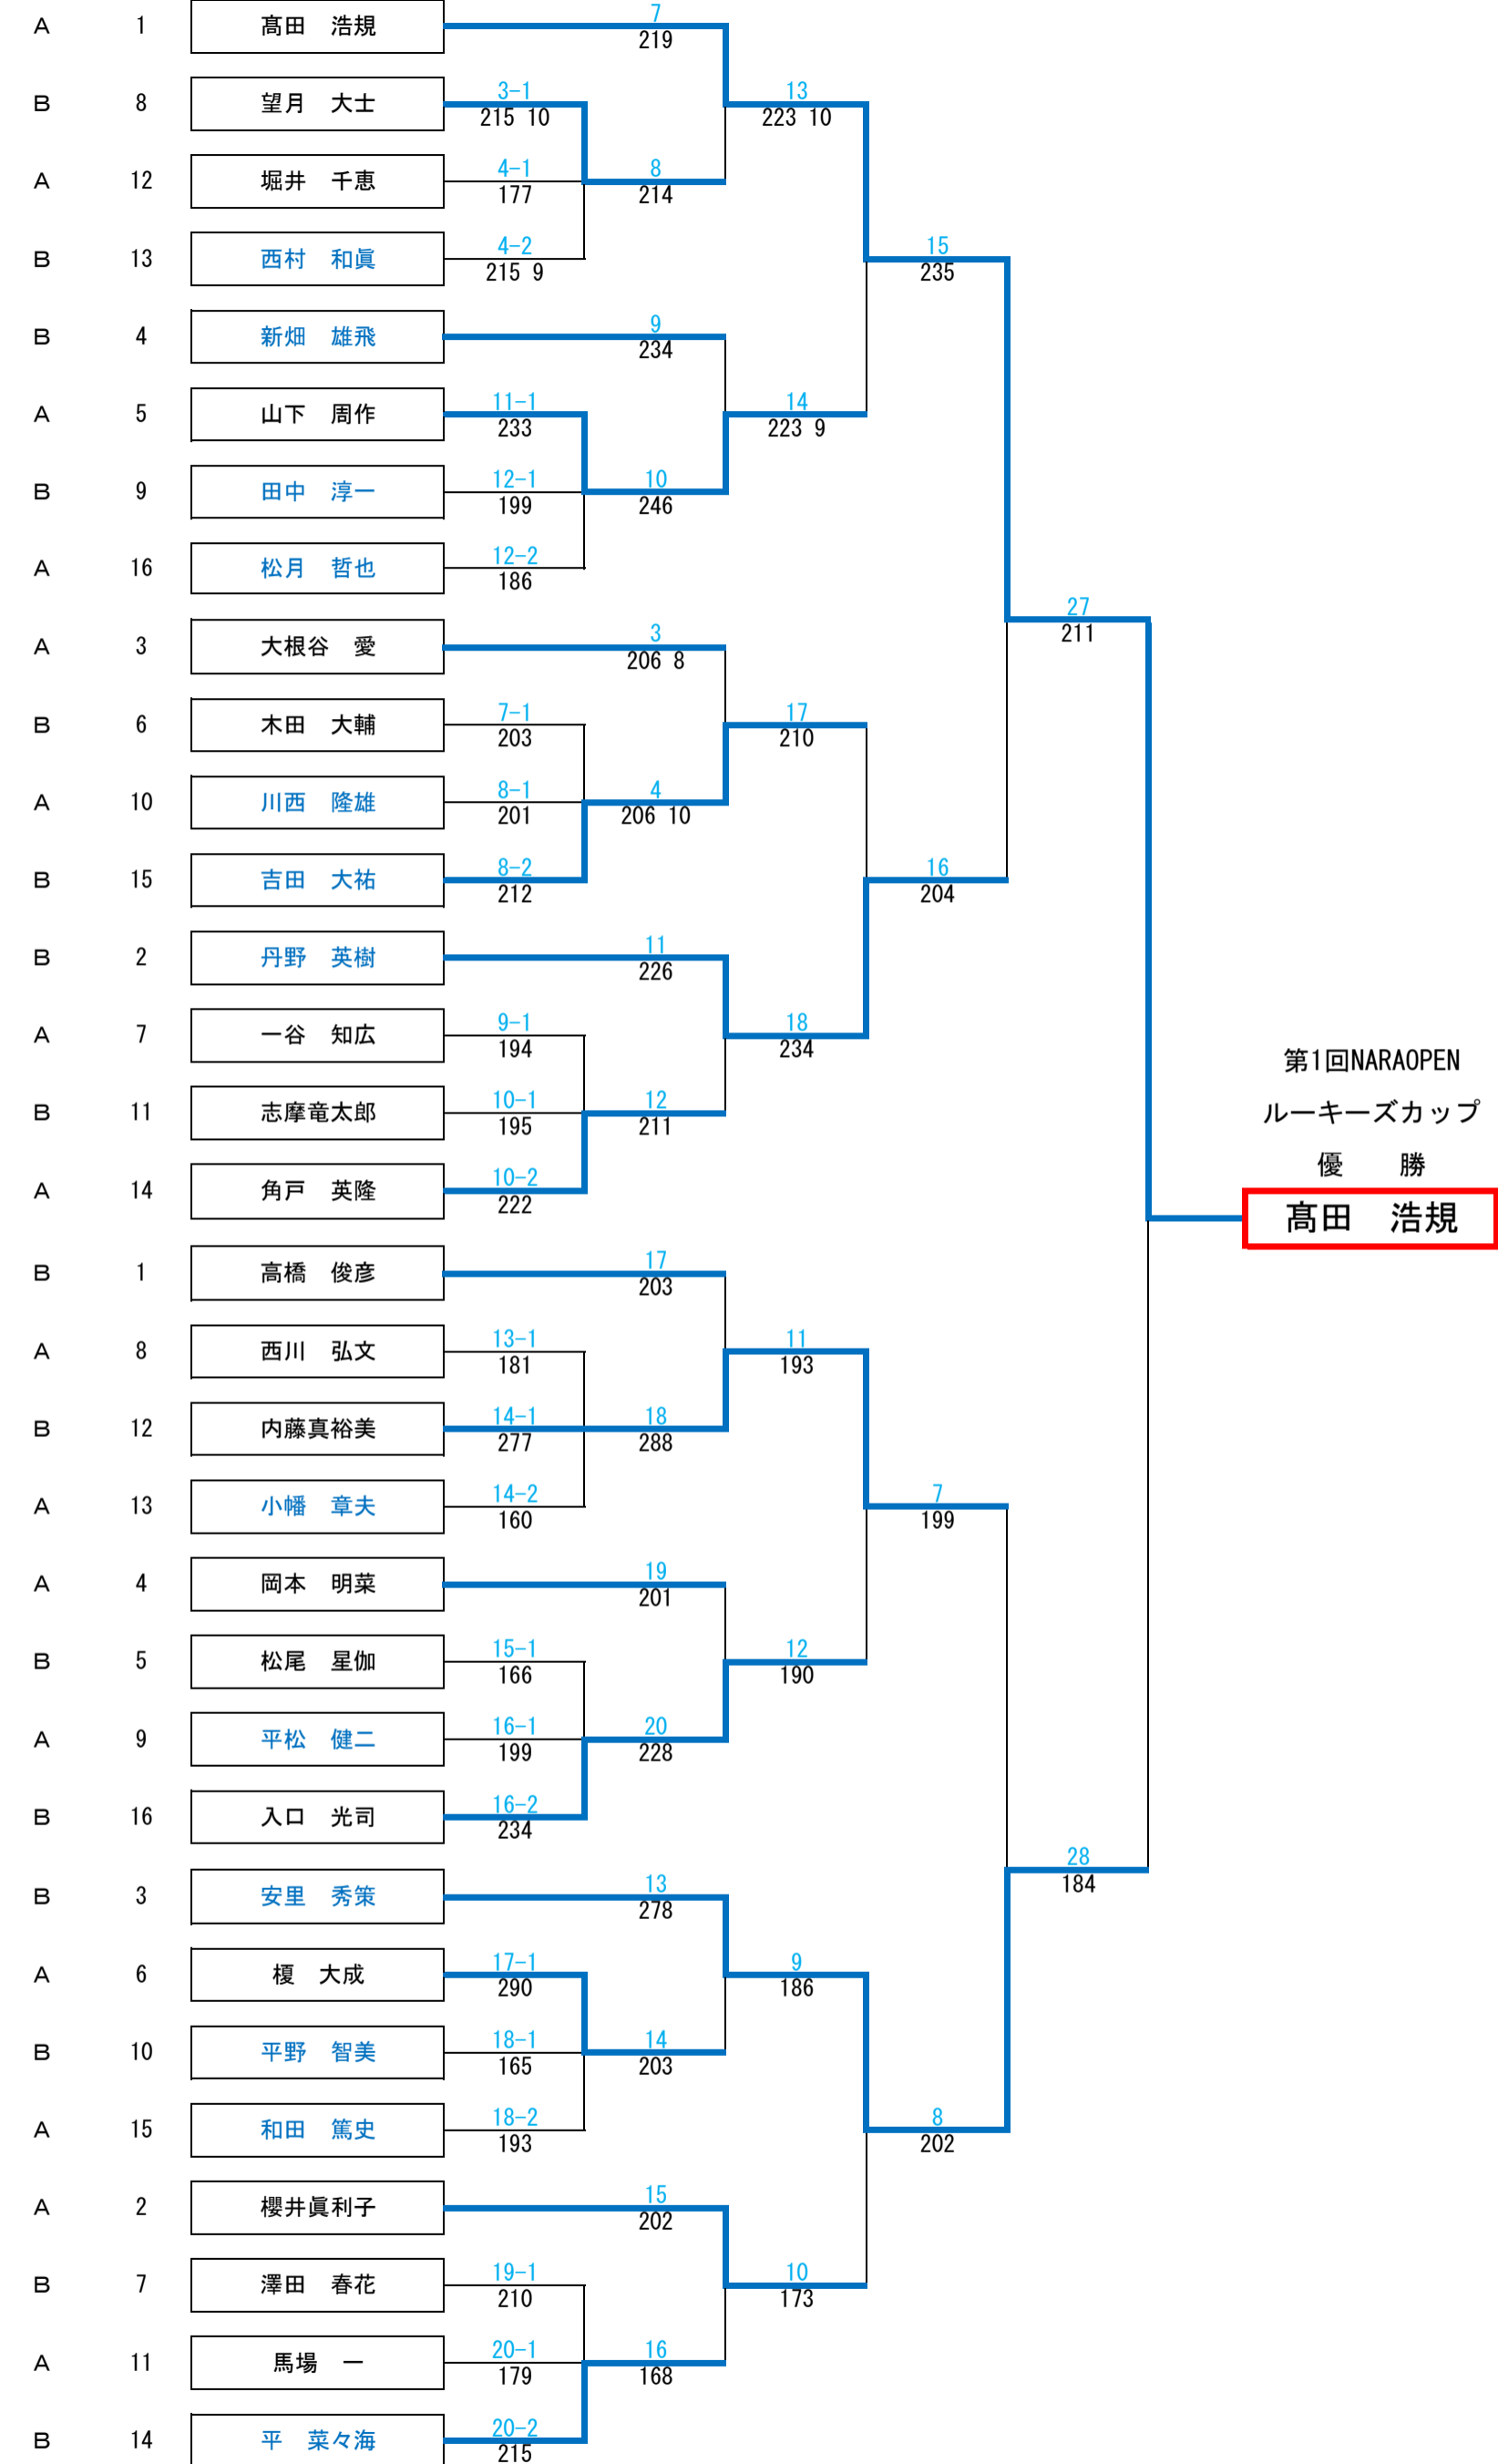 7
A 1 髙田 浩規
219
3-1 13
B 8 望月 大士
215 10 223 10
4-1 8
A 12 堀井 千恵
177 214
4-2 15
B 13 西村 和眞
215 9 235
9
B 4 新畑 雄飛
234
11-1 14
A 5 山下 周作
233 223 9
12-1 10
B 9 田中 淳一
199 246
12-2
A 16 松月 哲也
186
27
211
3
A 3 大根谷 愛
206 8
7-1 17
B 6 木田 大輔
203 210
8-1 4
A 10 川西 隆雄
201 206 10
8-2 16
B 15 吉田 大祐
212 204
11
B 2 丹野 英樹
226
9-1 18
A 7 一谷 知広
194 234
第1回NARAOPEN
10-1 12
B 11 志摩竜太郎
ルーキーズカップ
195 211
優 勝
10-2
A 14 角戸 英隆
222
髙田 浩規
17
B 1 高橋 俊彦
203
13-1 11
A 8 西川 弘文
181 193
14-1 18
B 12 内藤真裕美
277 288
14-2 7
A 13 小幡 章夫
160 199
19
A 4 岡本 明菜
201
15-1 12
B 5 松尾 星伽
166 190
16-1 20
A 9 平松 健二
199 228
16-2
B 16 入口 光司
234
28
184
13
B 3 安里 秀策
278
17-1 9
A 6 榎 大成
290 186
18-1 14
B 10 平野 智美
165 203
18-2 8
A 15 和田 篤史
193 202
15
A 2 櫻井眞利子
202
19-1 10
B 7 澤田 春花
210 173
20-1 16
A 11 馬場 一
179 168
20-2
B 14 平 菜々海
215